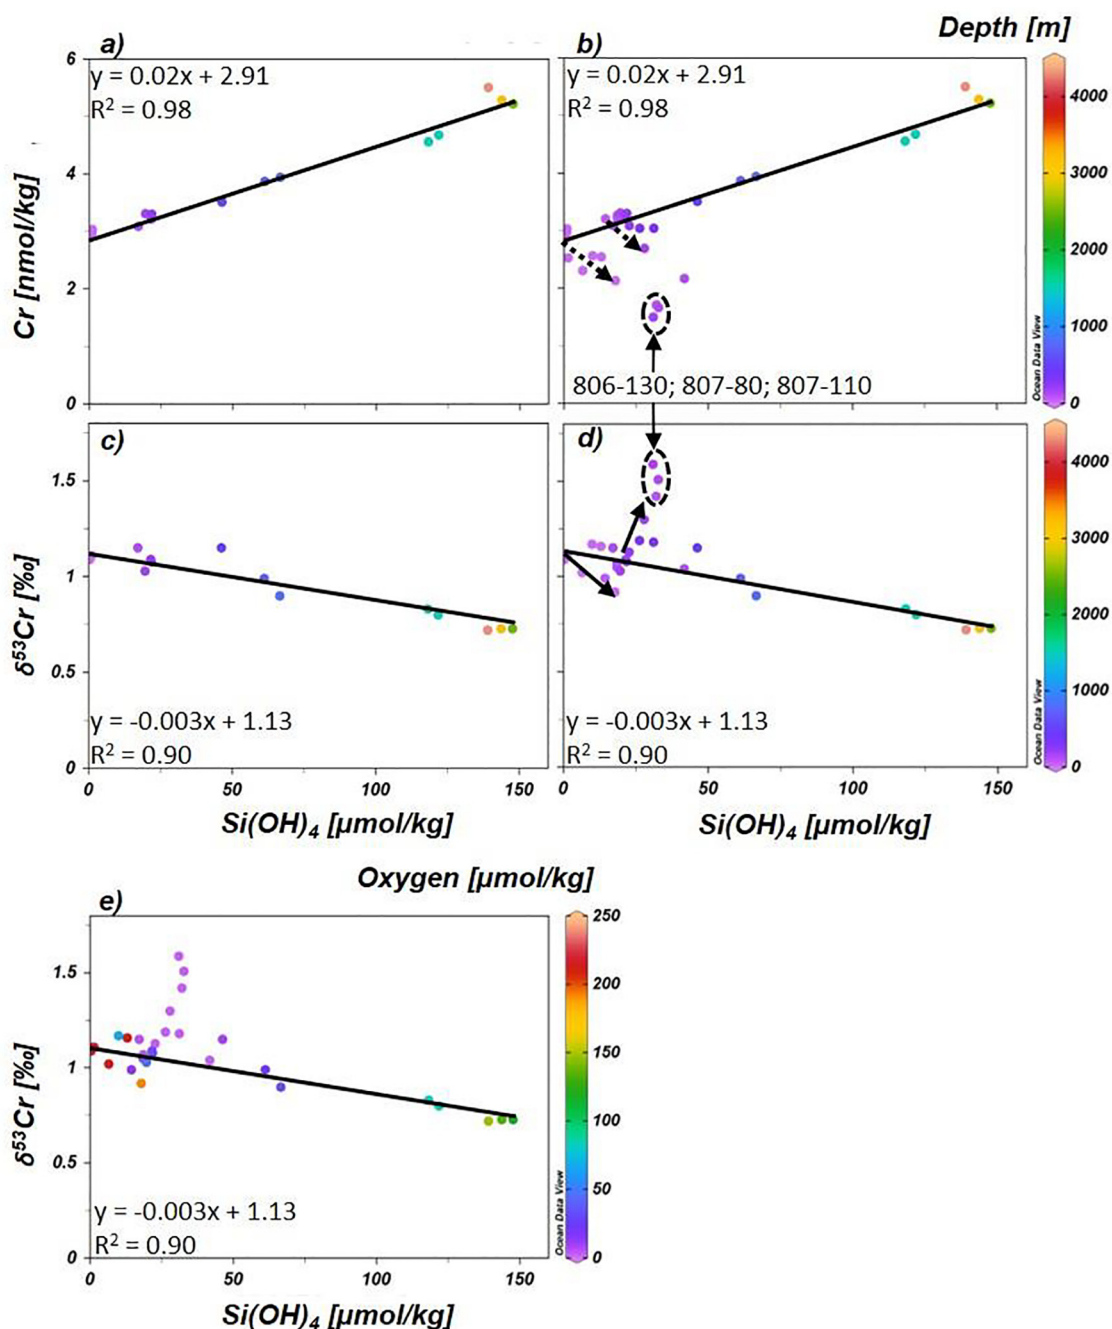 Depth [m]
a)
y = 0.02x + 2.91
R² = 0.98
Cr [nmol/kg]
6
4
2
0
b)
y = 0.02x + 2.91
R² = 0.98
806-130; 807-80; 807-110
4000
3000
2000
1000
0
Ocean Data View
c)
δ⁵³Cr [‰]
1.5
1
0.5
0
y = -0.003x + 1.13
R² = 0.90
0
50
100
150
Si(OH)₄ [µmol/kg]
d)
y = -0.003x + 1.13
R² = 0.90
0
50
100
150
Si(OH)₄ [µmol/kg]
4000
3000
2000
1000
0
Ocean Data View
Oxygen [µmol/kg]
e)
δ⁵³Cr [‰]
1.5
1
0.5
0
y = -0.003x + 1.13
R² = 0.90
0
50
100
150
Si(OH)₄ [µmol/kg]
250
200
150
100
50
0
Ocean Data View